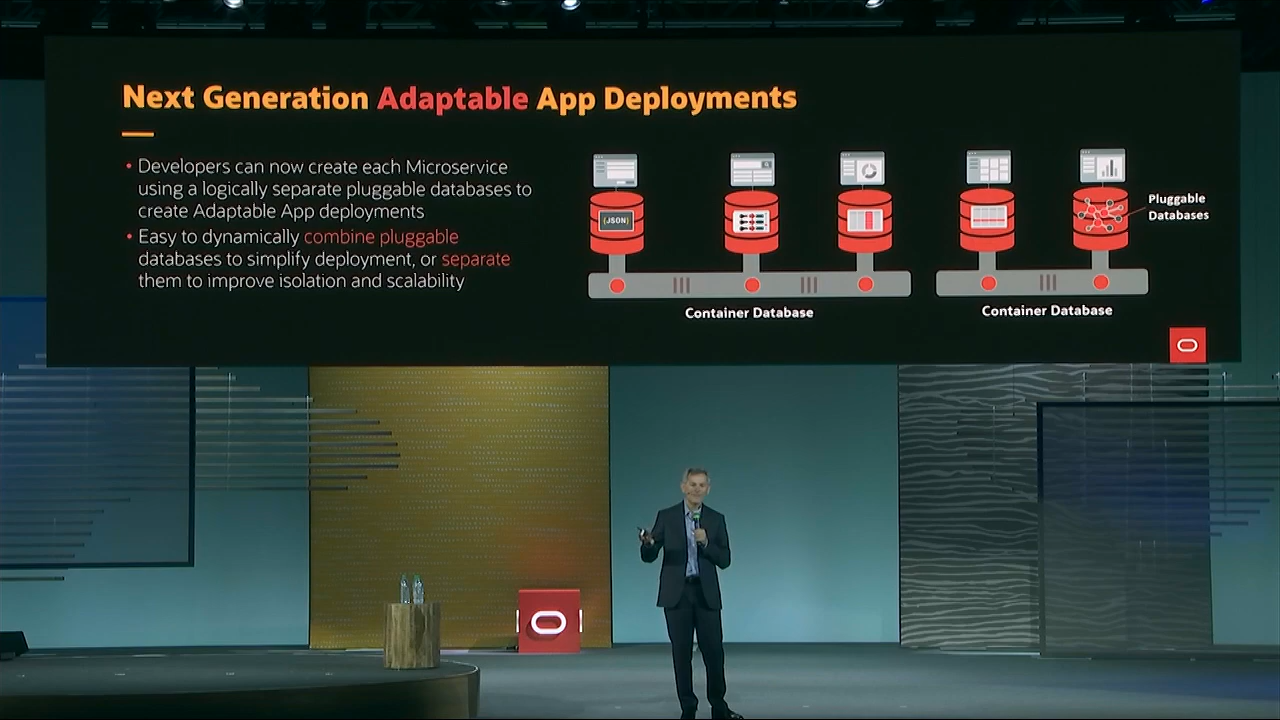 Next Generation Adaptable App Deployments
• Developers can now create each Microservice
using a logically separate pluggable databases to
create Adaptable App deployments
• Easy to dynamically combine pluggable
databases to simplify deployment, or separate
them to improve isolation and scalability
{JSON}
Pluggable
Databases
Container Database
Container Database